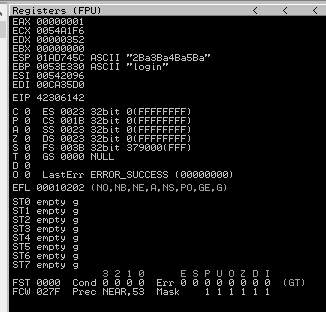 Registers (FPU) < < <
EAX 00000001
ECX 0054A1F6
EDX 00000352
EBX 00000000
ESP 01AD745C ASCII "2Ba3Ba4Ba5Ba"
EBP 0053E330 ASCII "login"
ESI 00542096
EDI 00CA35D0
EIP 42306142
C 0 ES 0023 32bit 0(FFFFFFFF)
P 0 CS 001B 32bit 0(FFFFFFFF)
A 0 SS 0023 32bit 0(FFFFFFFF)
Z 0 DS 0023 32bit 0(FFFFFFFF)
S 0 FS 003B 32bit 379000(FFF)
T 0 GS 0000 NULL
D 0
O 0 LastErr ERROR_SUCCESS (00000000)
EFL 00010202 (NO,NB,NE,A,NS,PO,GE,G)
ST0 empty g
ST1 empty g
ST2 empty g
ST3 empty g
ST4 empty g
ST5 empty g
ST6 empty g
ST7 empty g
3 2 1 0 E S P U O Z D I
FST 0000 Cond 0 0 0 0 Err 0 0 0 0 0 0 0 0 (GT)
FCW 027F Prec NEAR,53 Mask 1 1 1 1 1 1